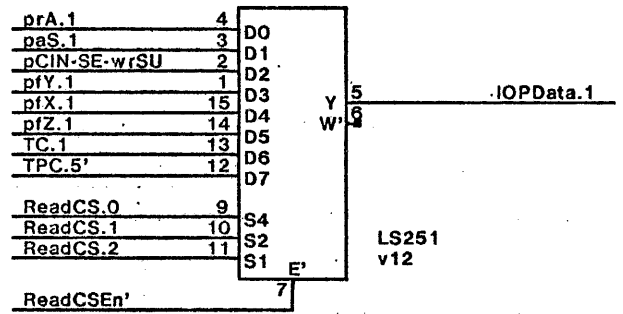 prA.1 4 D0
paS.1 3 D1
pCIN-SE-wrSU 2 D2
pfY.1 1 D3
pfX.1 15 D4
pfZ.1 14 D5
TC.1 13 D6
TPC.5' 12 D7
Y 5 IOPData.1
W' 6
ReadCS.0 9 S4
ReadCS.1 10 S2
ReadCS.2 11 S1
E'
7
ReadCSEn'
LS251
v12